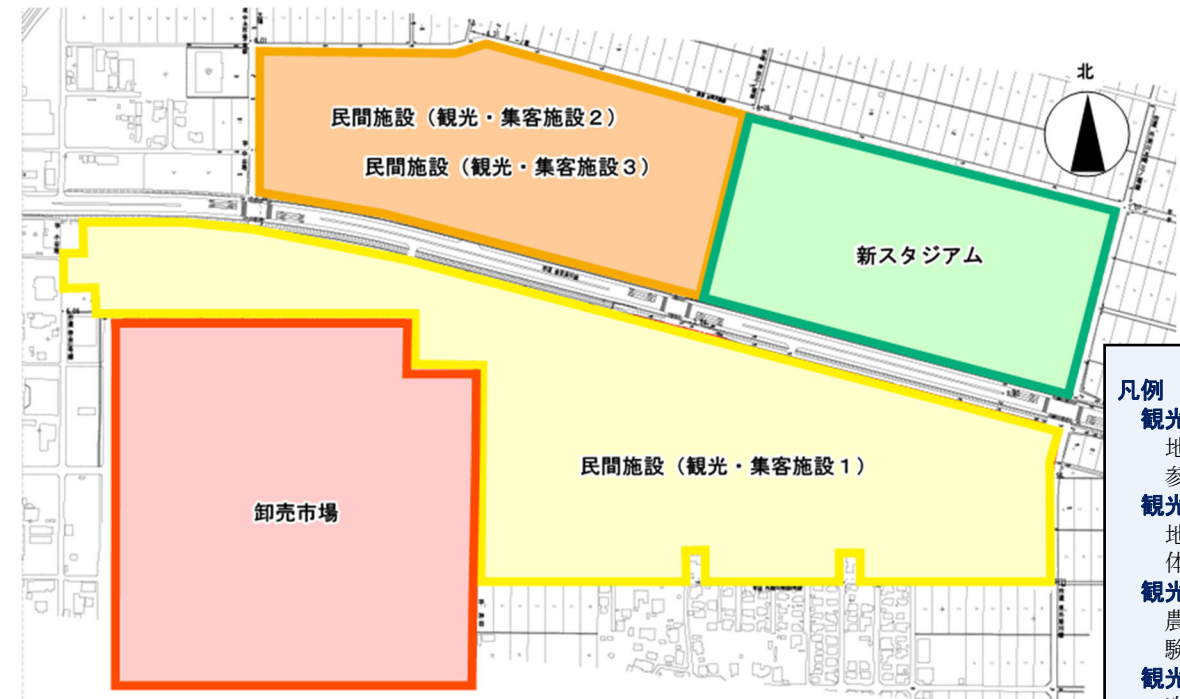 北
民間施設（観光・集客施設２）
民間施設（観光・集客施設３）
新スタジアム
民間施設（観光・集客施設１）
卸売市場
凡例
観光
地
参
観光
地
体
観光
農
験
観光